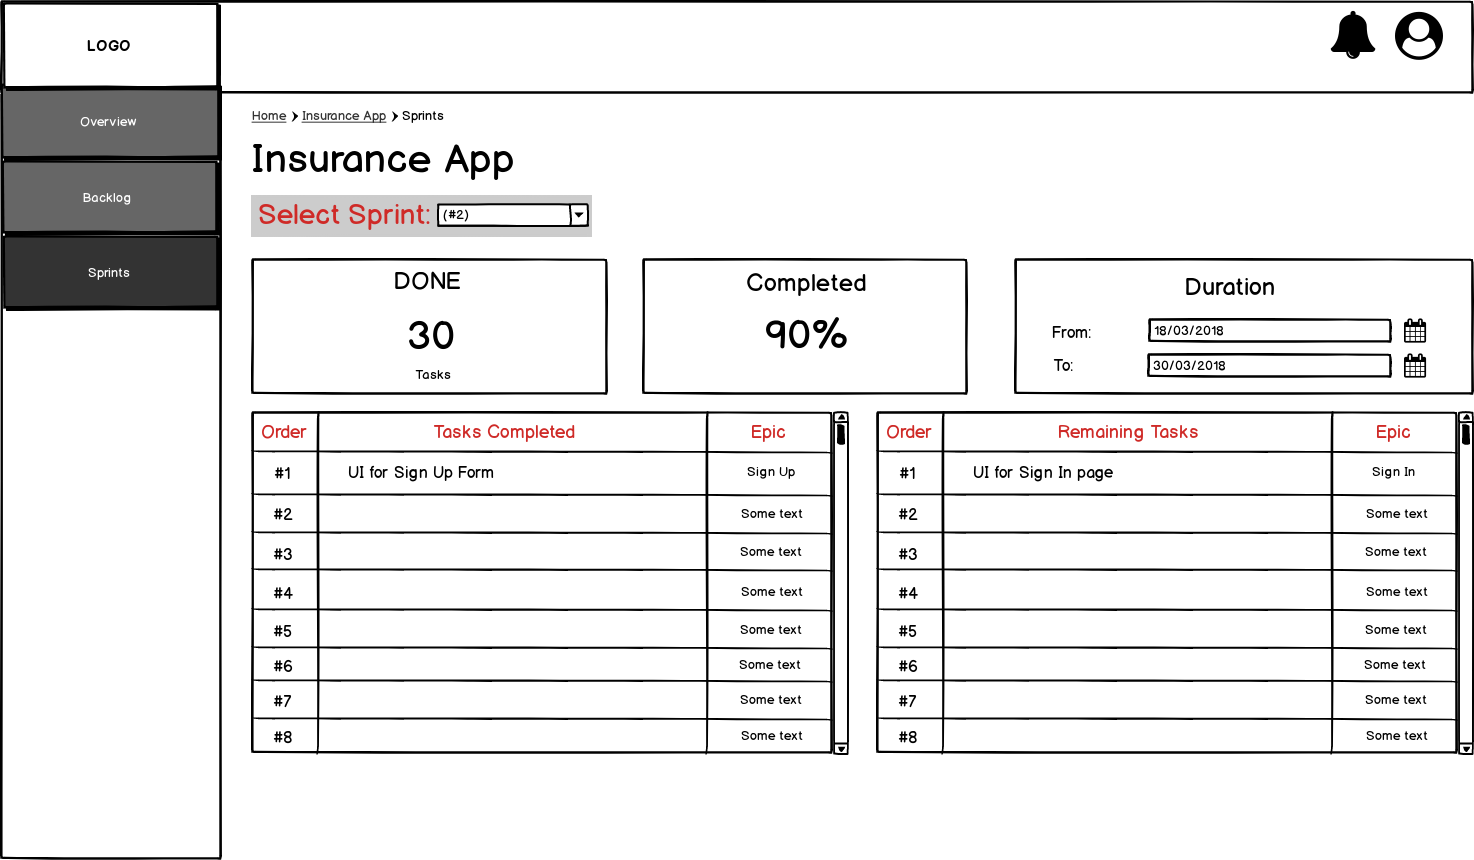 LOGO
Overview
Backlog
Sprints
Home Insurance App Sprints
Insurance App
Select Sprint: (#2)
DONE
30
Tasks
Completed
90%
Duration
From: 18/03/2018
To: 30/03/2018
Order Tasks Completed Epic
#1 UI for Sign Up Form Sign Up
#2 Some text
#3 Some text
#4 Some text
#5 Some text
#6 Some text
#7 Some text
#8 Some text
Order Remaining Tasks Epic
#1 UI for Sign In page Sign In
#2 Some text
#3 Some text
#4 Some text
#5 Some text
#6 Some text
#7 Some text
#8 Some text